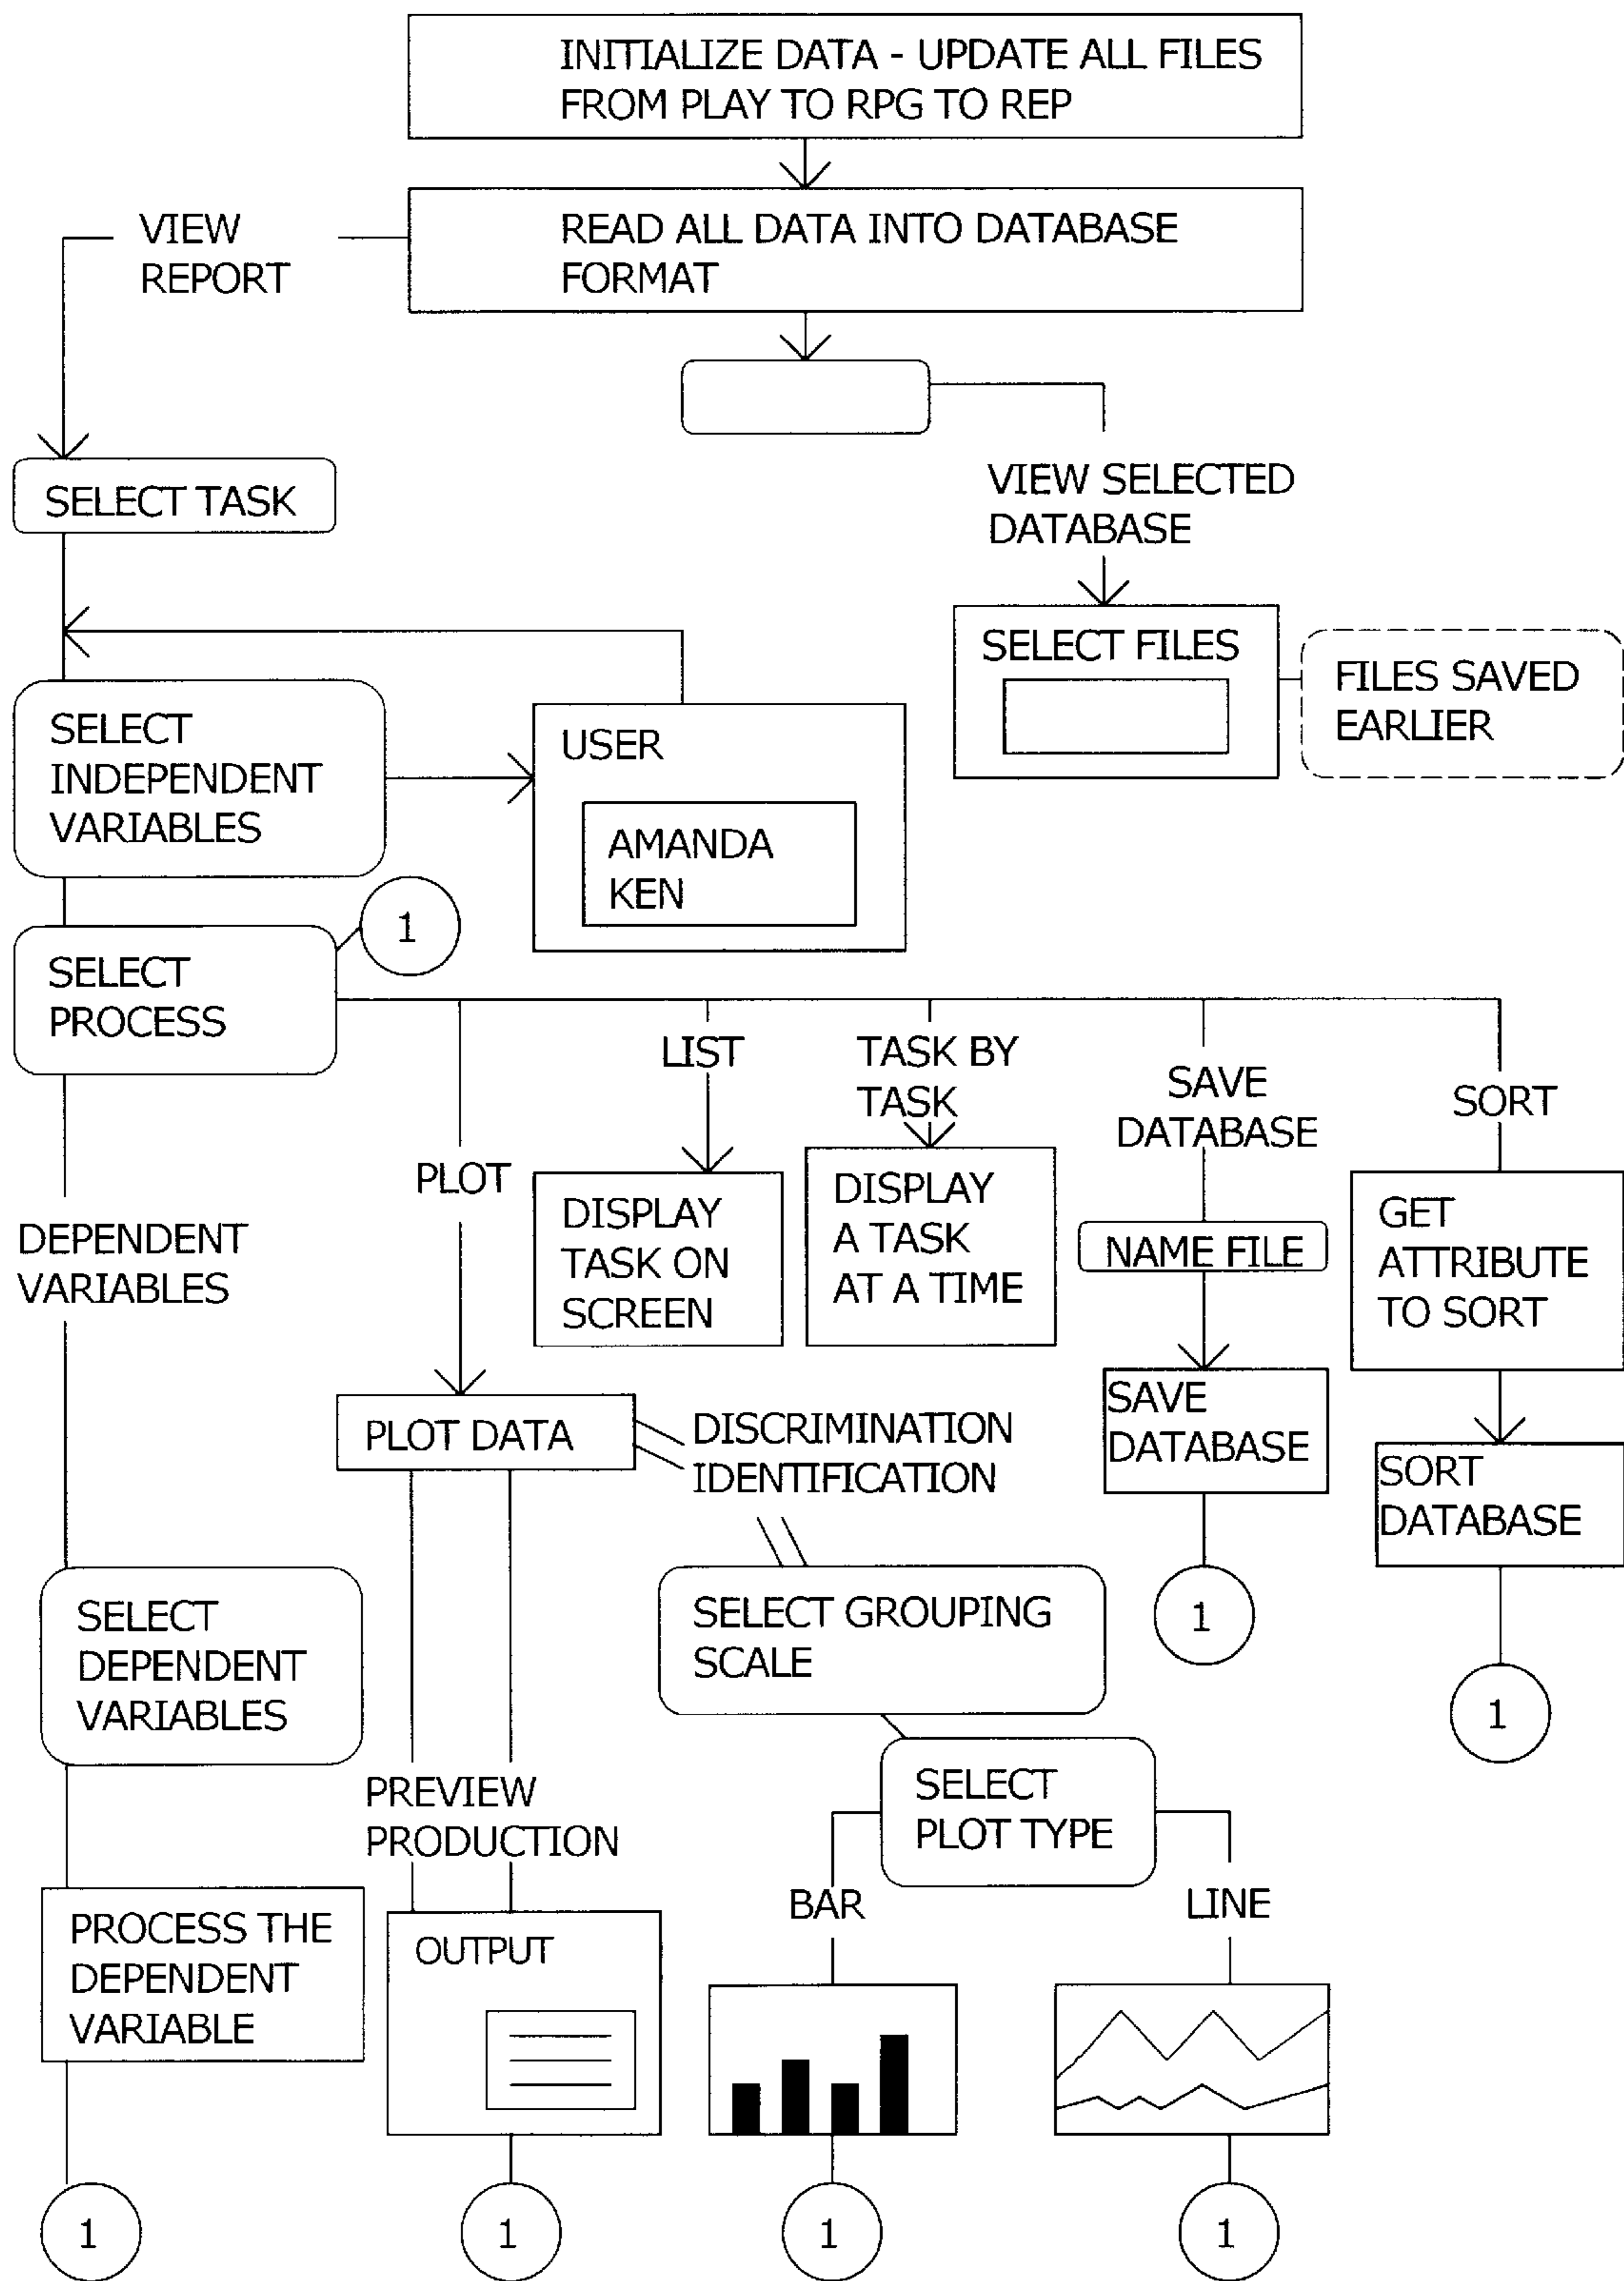 INITIALIZE DATA - UPDATE ALL FILES
FROM PLAY TO RPG TO REP
VIEW
REPORT
READ ALL DATA INTO DATABASE
FORMAT
SELECT TASK
VIEW SELECTED
DATABASE
SELECT FILES
FILES SAVED
EARLIER
SELECT
INDEPENDENT
VARIABLES
USER
AMANDA
KEN
1
SELECT
PROCESS
LIST
TASK BY
TASK
SAVE
DATABASE
SORT
PLOT
DISPLAY
TASK ON
SCREEN
DISPLAY
A TASK
AT A TIME
NAME FILE
GET
ATTRIBUTE
TO SORT
DEPENDENT
VARIABLES
PLOT DATA
DISCRIMINATION
IDENTIFICATION
SAVE
DATABASE
SORT
DATABASE
SELECT
DEPENDENT
VARIABLES
SELECT GROUPING
SCALE
1
1
PREVIEW
PRODUCTION
SELECT
PLOT TYPE
BAR
LINE
PROCESS THE
DEPENDENT
VARIABLE
OUTPUT
1
1
1
1